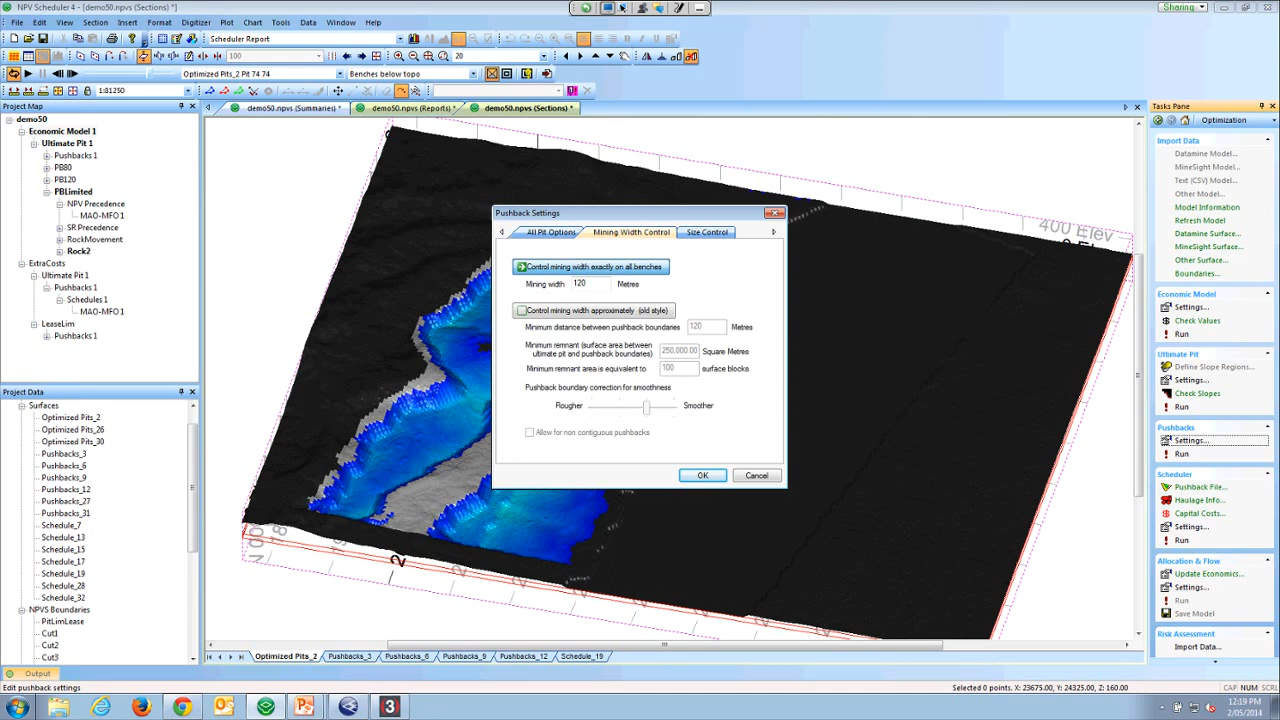 NPV Scheduler 4 - demo50.npvs (Sections) *]
Sharing
File Edit View Section Insert Format Digitizer Plot Chart Tools Data Window Help
Scheduler Report
100
20
Optimized Pits_2 Pit 74 74
Benches below topo
1:81250
Project Map
demo50
Economic Model 1
Ultimate Pit 1
Pushbacks 1
PB80
PB120
PBLimited
NPV Precedence
MAO-MFO 1
SR Precedence
RockMovement
Rock2
ExtraCosts
Ultimate Pit 1
Pushbacks 1
Schedules 1
MAO-MFO 1
LeaseLim
Pushbacks 1
Project Data
Surfaces
Optimized Pits_2
Optimized Pits_26
Optimized Pits_30
Pushbacks_3
Pushbacks_6
Pushbacks_9
Pushbacks_12
Pushbacks_27
Pushbacks_31
Schedule_7
Schedule_13
Schedule_15
Schedule_17
Schedule_19
Schedule_28
Schedule_32
NPVS Boundaries
PitLimLease
Cut1
Cut2
Cut3
demo50.npvs (Summaries) *
demo50.npvs (Reports) *
demo50.npvs (Sections) *
400 Elev
Pushback Settings
All Pit Options
Mining Width Control
Size Control
Control mining width exactly on all benches
Mining width 120 Metres
Control mining width approximately (old style)
Minimum distance between pushback boundaries 120 Metres
Minimum remnant (surface area between
ultimate pit and pushback boundaries) 250,000.00 Square Metres
Minimum remnant area is equivalent to 100 surface blocks
Pushback boundary correction for smoothness
Rougher Smoother
Allow for non contiguous pushbacks
OK Cancel
Optimized Pits_2 Pushbacks_3 Pushbacks_6 Pushbacks_9 Pushbacks_12 Schedule_19
Tasks Pane
Optimization
Import Data
Datamine Model...
MineSight Model...
Text (CSV) Model...
Other Model...
Model Information
Refresh Model
Datamine Surface...
MineSight Surface...
Other Surface...
Boundaries...
Economic Model
Settings...
Check Values
Run
Ultimate Pit
Define Slope Regions...
Settings...
Check Slopes
Run
Pushbacks
Settings...
Run
Scheduler
Pushback File...
Haulage Info...
Capital Costs...
Settings...
Run
Allocation & Flow
Update Economics...
Settings...
Run
Save Model
Risk Assessment
Import Data...
Output
Edit pushback settings
Selected 0 points. X: 23675.00 Y: 24325.00 Z: 160.00
CAP NUM SCRL
12:19 PM
2/05/2014